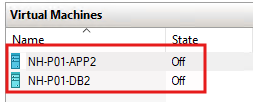 Virtual Machines
Name State
NH-P01-APP2 Off
NH-P01-DB2 Off